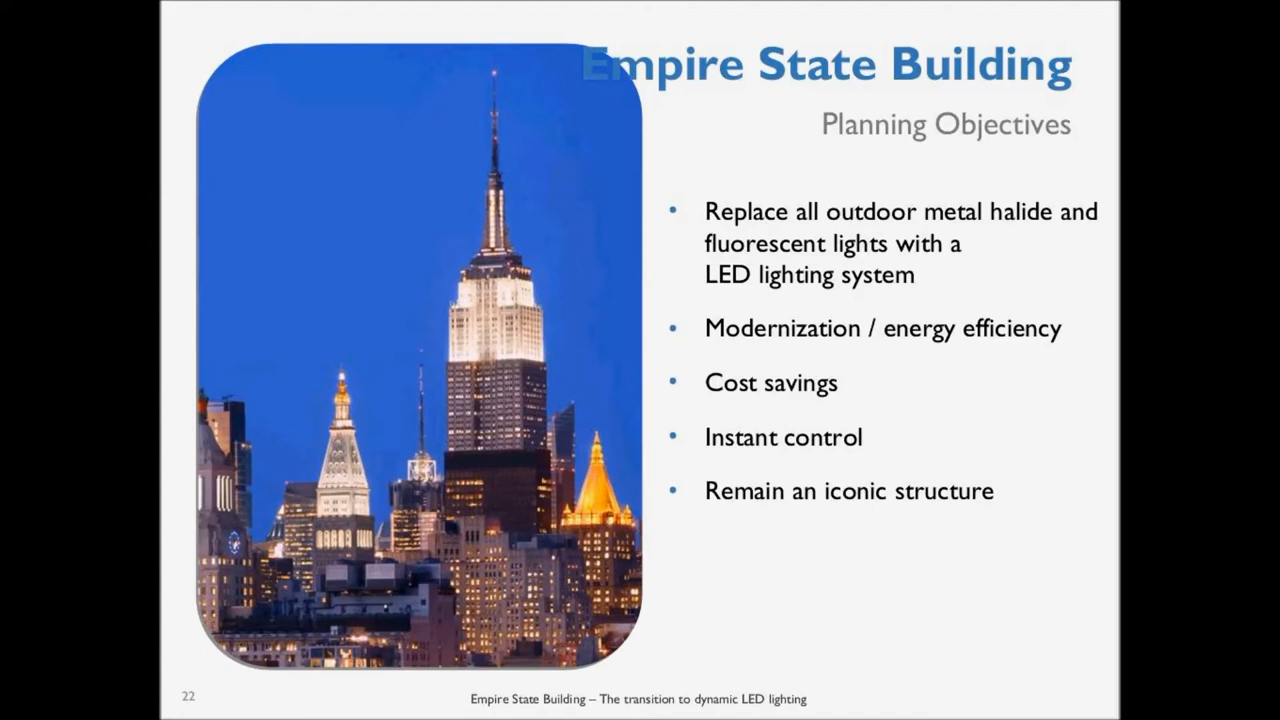 Empire State Building
Planning Objectives
• Replace all outdoor metal halide and
fluorescent lights with a
LED lighting system
• Modernization / energy efficiency
• Cost savings
• Instant control
• Remain an iconic structure
22
Empire State Building – The transition to dynamic LED lighting